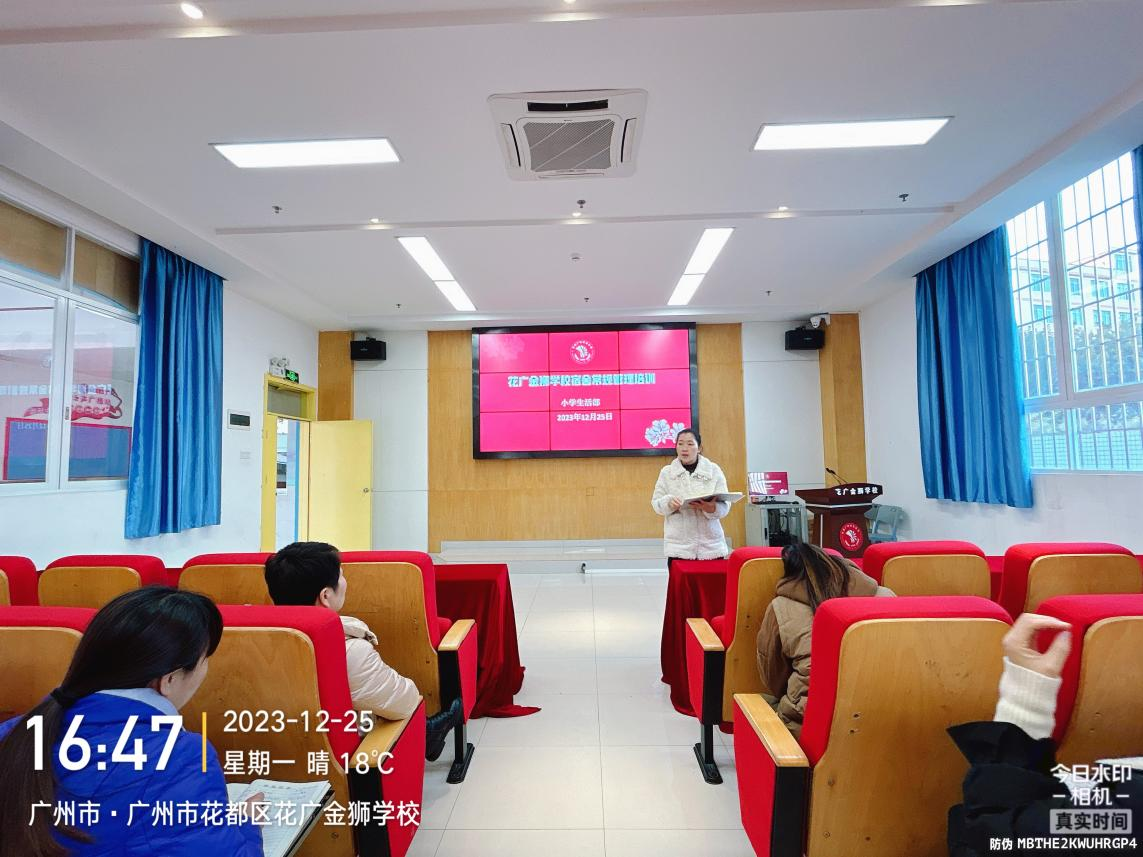 花广金狮学校宿舍常规管理培训
小学生活部
2023年12月25日
花广金狮学校
16:47
2023-12-25
星期一 晴 18℃
广州市·广州市花都区花广金狮学校
今日水印
相机
真实时间
防伪 MBTHE2KWUHRGP4